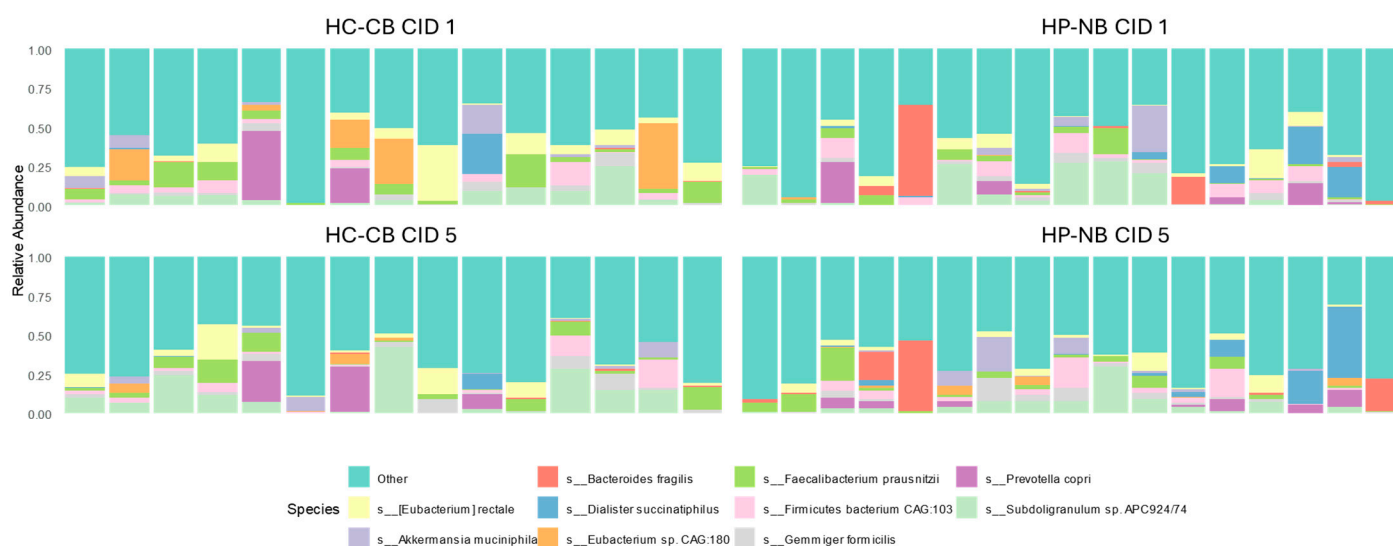 HC-CB CID 1
HP-NB CID 1
1.00
0.75
0.50
0.25
0.00
Relative Abundance
HC-CB CID 5
HP-NB CID 5
1.00
0.75
0.50
0.25
0.00
Species
Other
s__Bacteroides fragilis
s__Faecalibacterium prausnitzii
s__Prevotella copri
s__[Eubacterium] rectale
s__Dialister succinatiphilus
s__Firmicutes bacterium CAG:103
s__Subdoligranulum sp. APC924/74
s__Akkermansia muciniphila
s__Eubacterium sp. CAG:180
s__Gemmiger formicilis